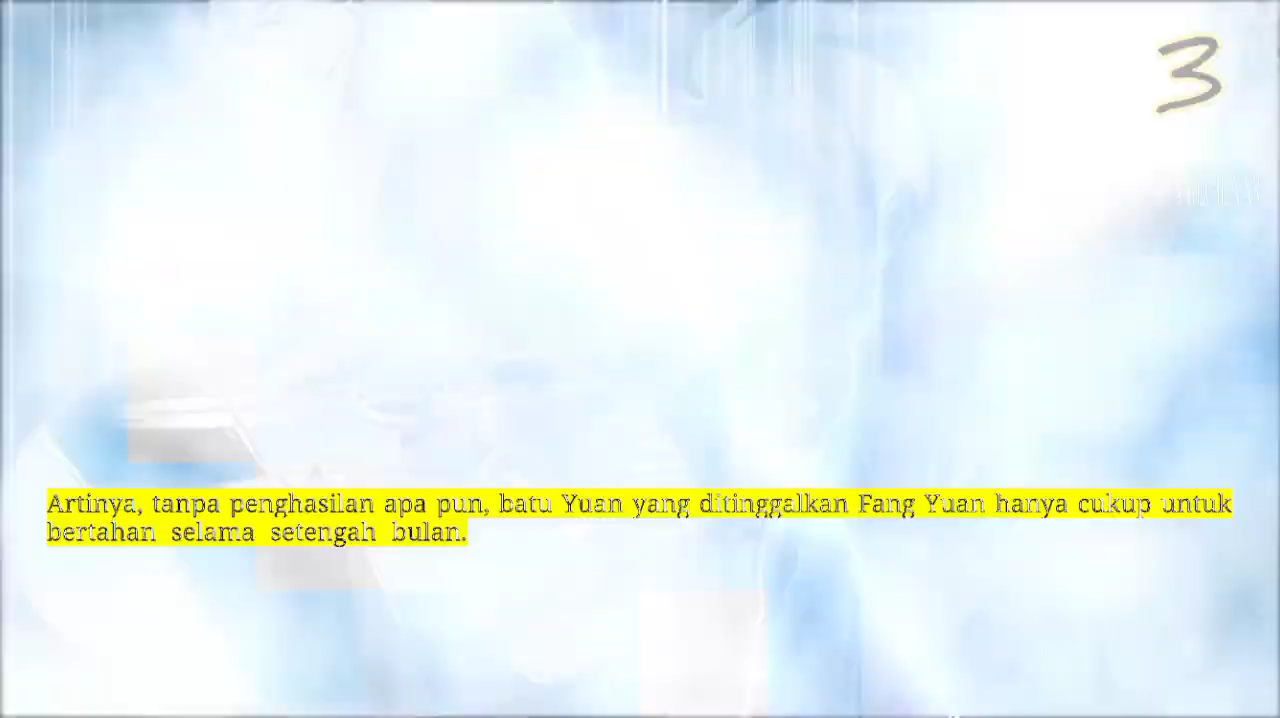 3
Artinya, tanpa penghasilan apa pun, batu Yuan yang ditinggalkan Fang Yuan hanya cukup untuk
bertahan selama setengah bulan.